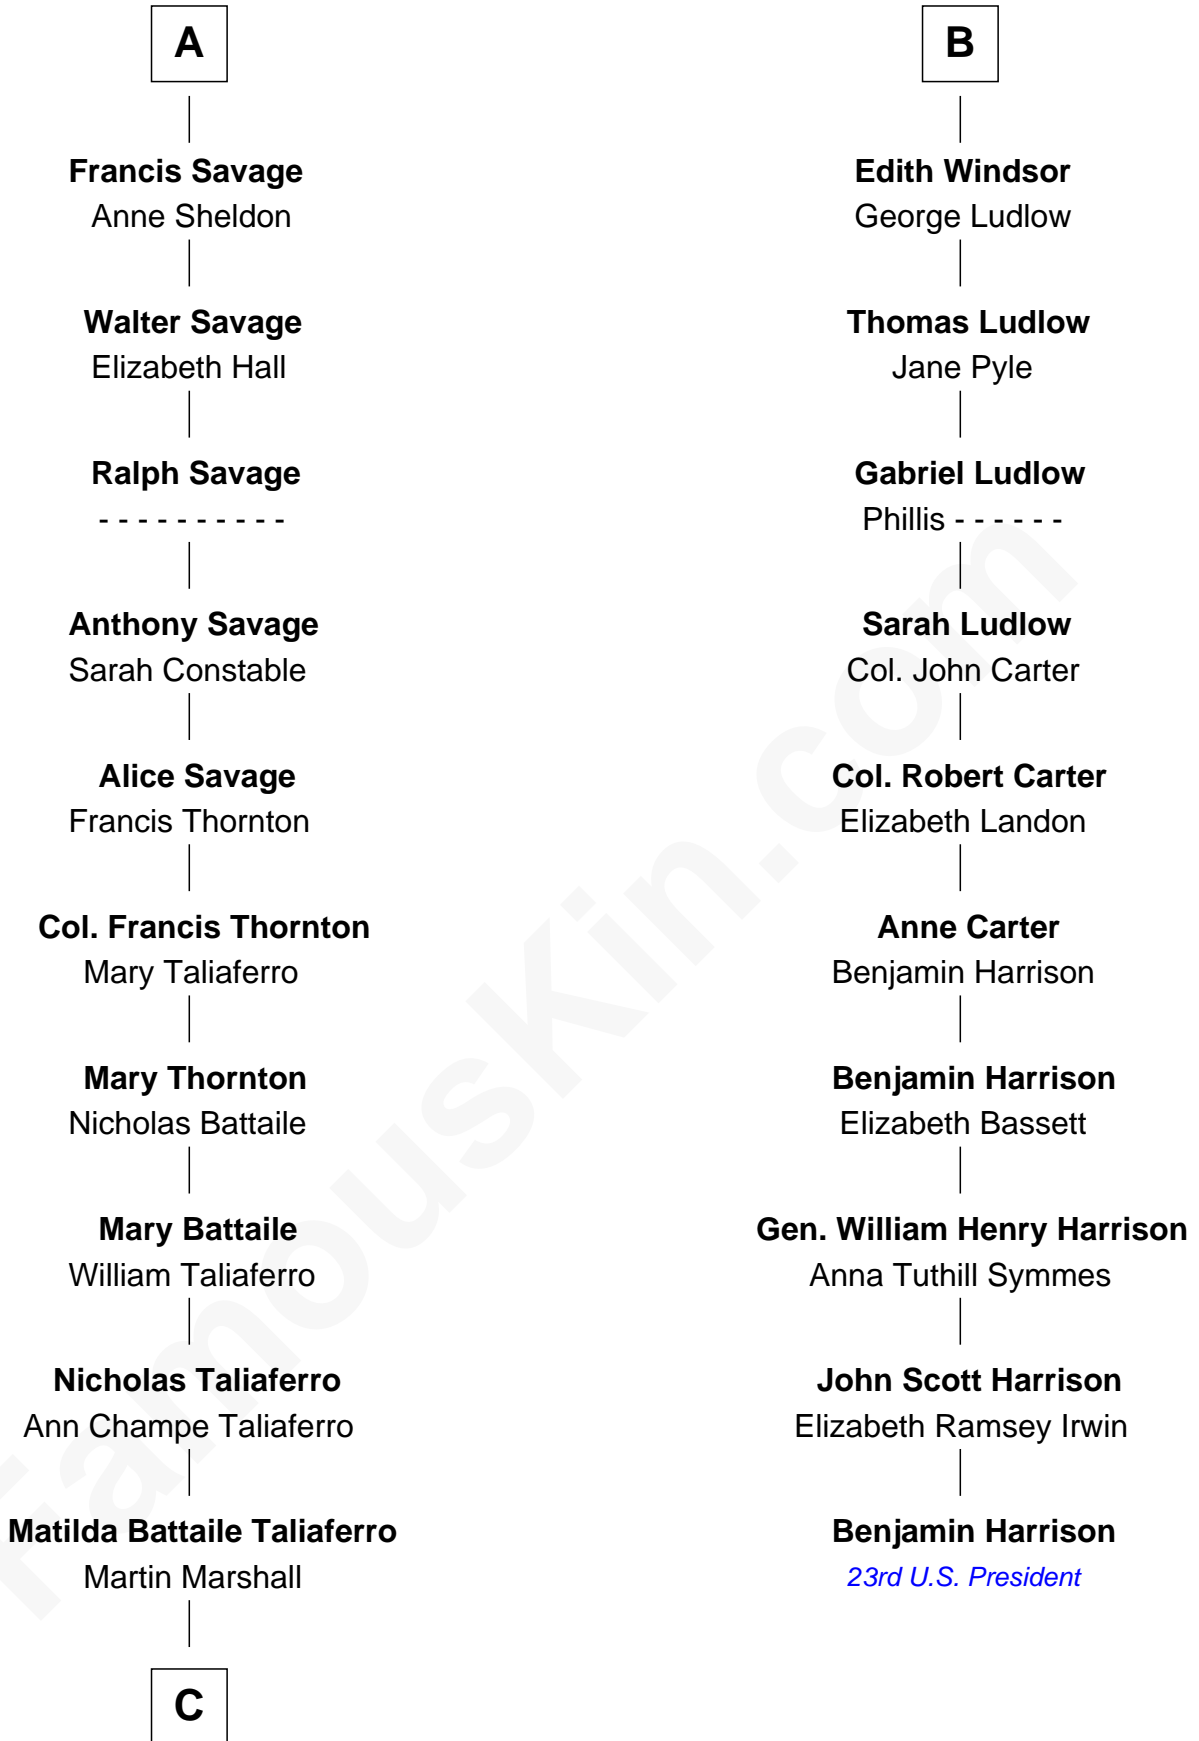 A
Francis Savage
Anne Sheldon
Walter Savage
Elizabeth Hall
Ralph Savage
- - - - - - - - - -
Anthony Savage
Sarah Constable
Alice Savage
Francis Thornton
Col. Francis Thornton
Mary Taliaferro
Mary Thornton
Nicholas Battaile
Mary Battaile
William Taliaferro
Nicholas Taliaferro
Ann Champe Taliaferro
Matilda Battaile Taliaferro
Martin Marshall
C
B
Edith Windsor
George Ludlow
Thomas Ludlow
Jane Pyle
Gabriel Ludlow
Phillis - - - - - -
Sarah Ludlow
Col. John Carter
Col. Robert Carter
Elizabeth Landon
Anne Carter
Benjamin Harrison
Benjamin Harrison
Elizabeth Bassett
Gen. William Henry Harrison
Anna Tuthill Symmes
John Scott Harrison
Elizabeth Ramsey Irwin
Benjamin Harrison
23rd U.S. President
FamousKin.com